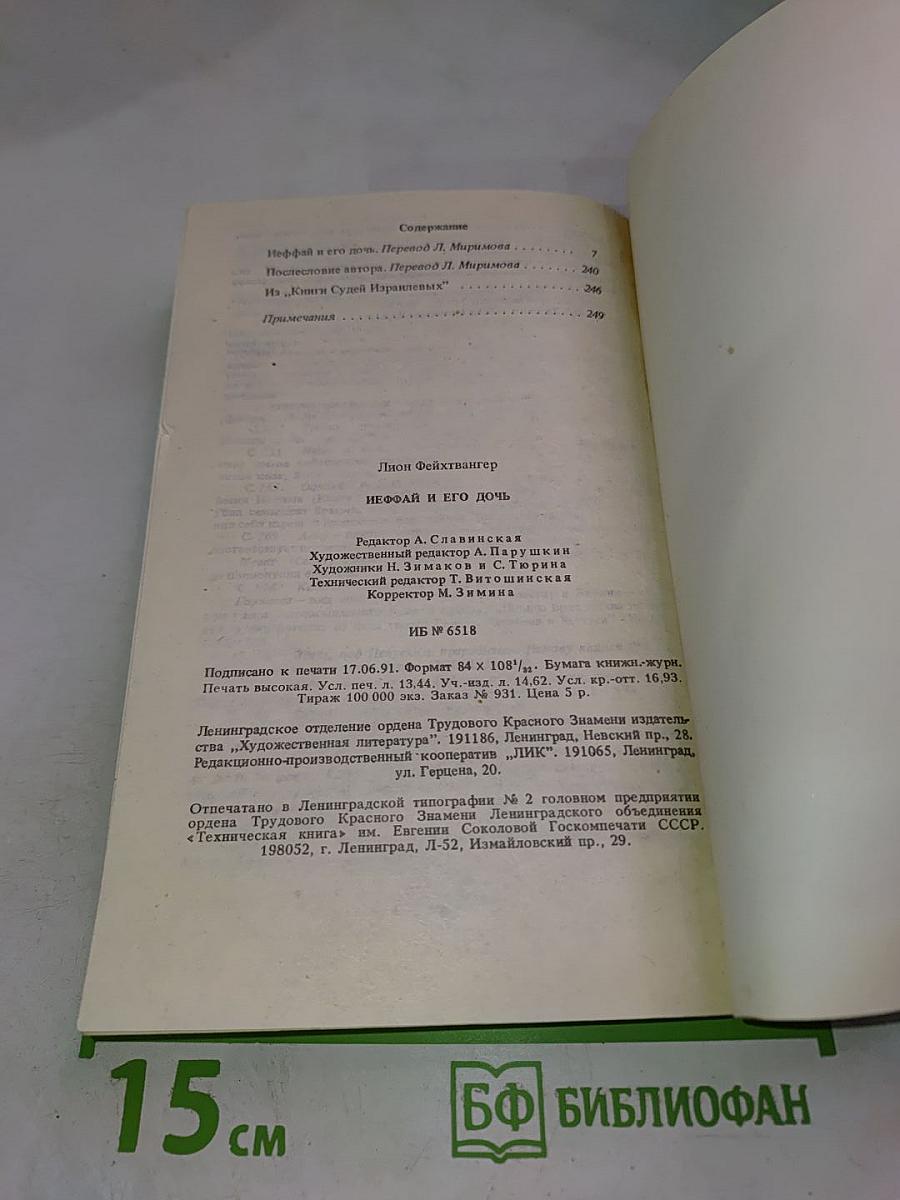 Содержание
Иеффай и его дочь. Перевод Л. Миримова . . . . . . . 7
Послесловие автора. Перевод Л. Миримова . . . . . . 240
Из „Книги Судей Израилевых" . . . . . . . . . . . . . . 246
Примечания . . . . . . . . . . . . . . . . . . . . . . . . . . . . 249
Лион Фейхтвангер
ИЕФФАЙ И ЕГО ДОЧЬ
Редактор А. Славинская
Художественный редактор А. Парушкин
Художники Н. Зимаков и С. Тюрина
Технический редактор Т. Витошинская
Корректор М. Зимина
ИБ № 6518
Подписано к печати 17.06.91. Формат 84 × 108¹/₃₂. Бумага книжн.-журн.
Печать высокая. Усл. печ. л. 13,44. Уч.-изд. л. 14,62. Усл. кр.-отт. 16,93.
Тираж 100 000 экз. Заказ № 931. Цена 5 р.
Ленинградское отделение ордена Трудового Красного Знамени издатель-
ства „Художественная литература". 191186, Ленинград, Невский пр., 28.
Редакционно-производственный кооператив „ЛИК". 191065, Ленинград,
ул. Герцена, 20.
Отпечатано в Ленинградской типографии № 2 головном предприятии
ордена Трудового Красного Знамени Ленинградского объединения
«Техническая книга» им. Евгении Соколовой Госкомпечати СССР.
198052, г. Ленинград, Л-52, Измайловский пр., 29.
15 см
БФ БИБЛИОФАН